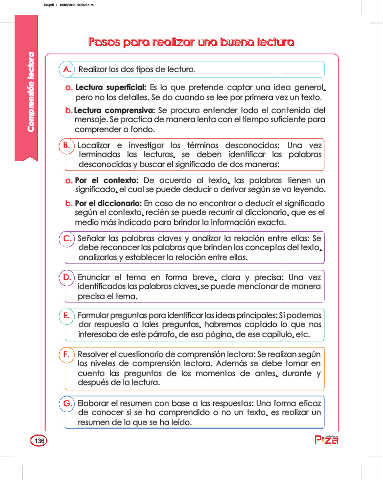 Pasos para realizar una buena lectura
Comprensión lectora
A. Realizar los dos tipos de lectura.
a. Lectura superficial: Es la que pretende captar una idea general,
pero no los detalles. Se da cuando se lee por primera vez un texto.
b. Lectura comprensiva: Se procura entender todo el contenido del
mensaje. Se practica de manera lenta con el tiempo suficiente para
comprender a fondo.
B. Localizar e investigar los términos desconocidos: Una vez
terminadas las lecturas, se deben identificar las palabras
desconocidas y buscar el significado de dos maneras:
a. Por el contexto: De acuerdo al texto, las palabras tienen un
significado, el cual se puede deducir o derivar según se va leyendo.
b. Por el diccionario: En caso de no encontrar o deducir el significado
según el contexto, recién se puede recurrir al diccionario, que es el
medio más indicado para brindar la información exacta.
C. Señalar las palabras claves y analizar la relación entre ellas: Se
debe reconocer las palabras que brinden los conceptos del texto,
analizarlas y establecer la relación entre ellas.
D. Enunciar el tema en forma breve, clara y precisa: Una vez
identificadas las palabras claves, se puede mencionar de manera
precisa el tema.
E. Formular preguntas para identificar las ideas principales: Si podemos
dar respuesta a tales preguntas, habremos captado lo que nos
interesaba de este párrafo, de esa página, de ese capítulo, etc.
F. Resolver el cuestionario de comprensión lectora: Se realizan según
los niveles de comprensión lectora. Además se debe tomar en
cuenta las preguntas de los momentos de antes, durante y
después de la lectura.
G. Elaborar el resumen con base a las respuestas: Una forma eficaz
de conocer si se ha comprendido o no un texto, es realizar un
resumen de lo que se ha leído.
136